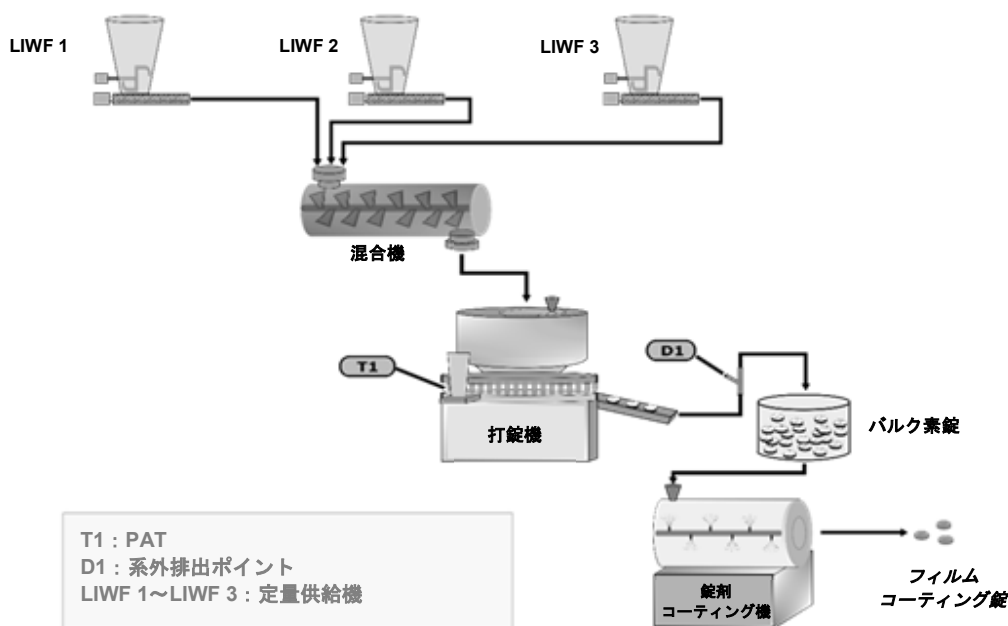 LIWF 1
LIWF 2
LIWF 3
混合機
T1
D1
打錠機
バルク素錠
錠剤
コーティング機
フィルム
コーティング錠
T1：PAT
D1：系外排出ポイント
LIWF 1～LIWF 3：定量供給機